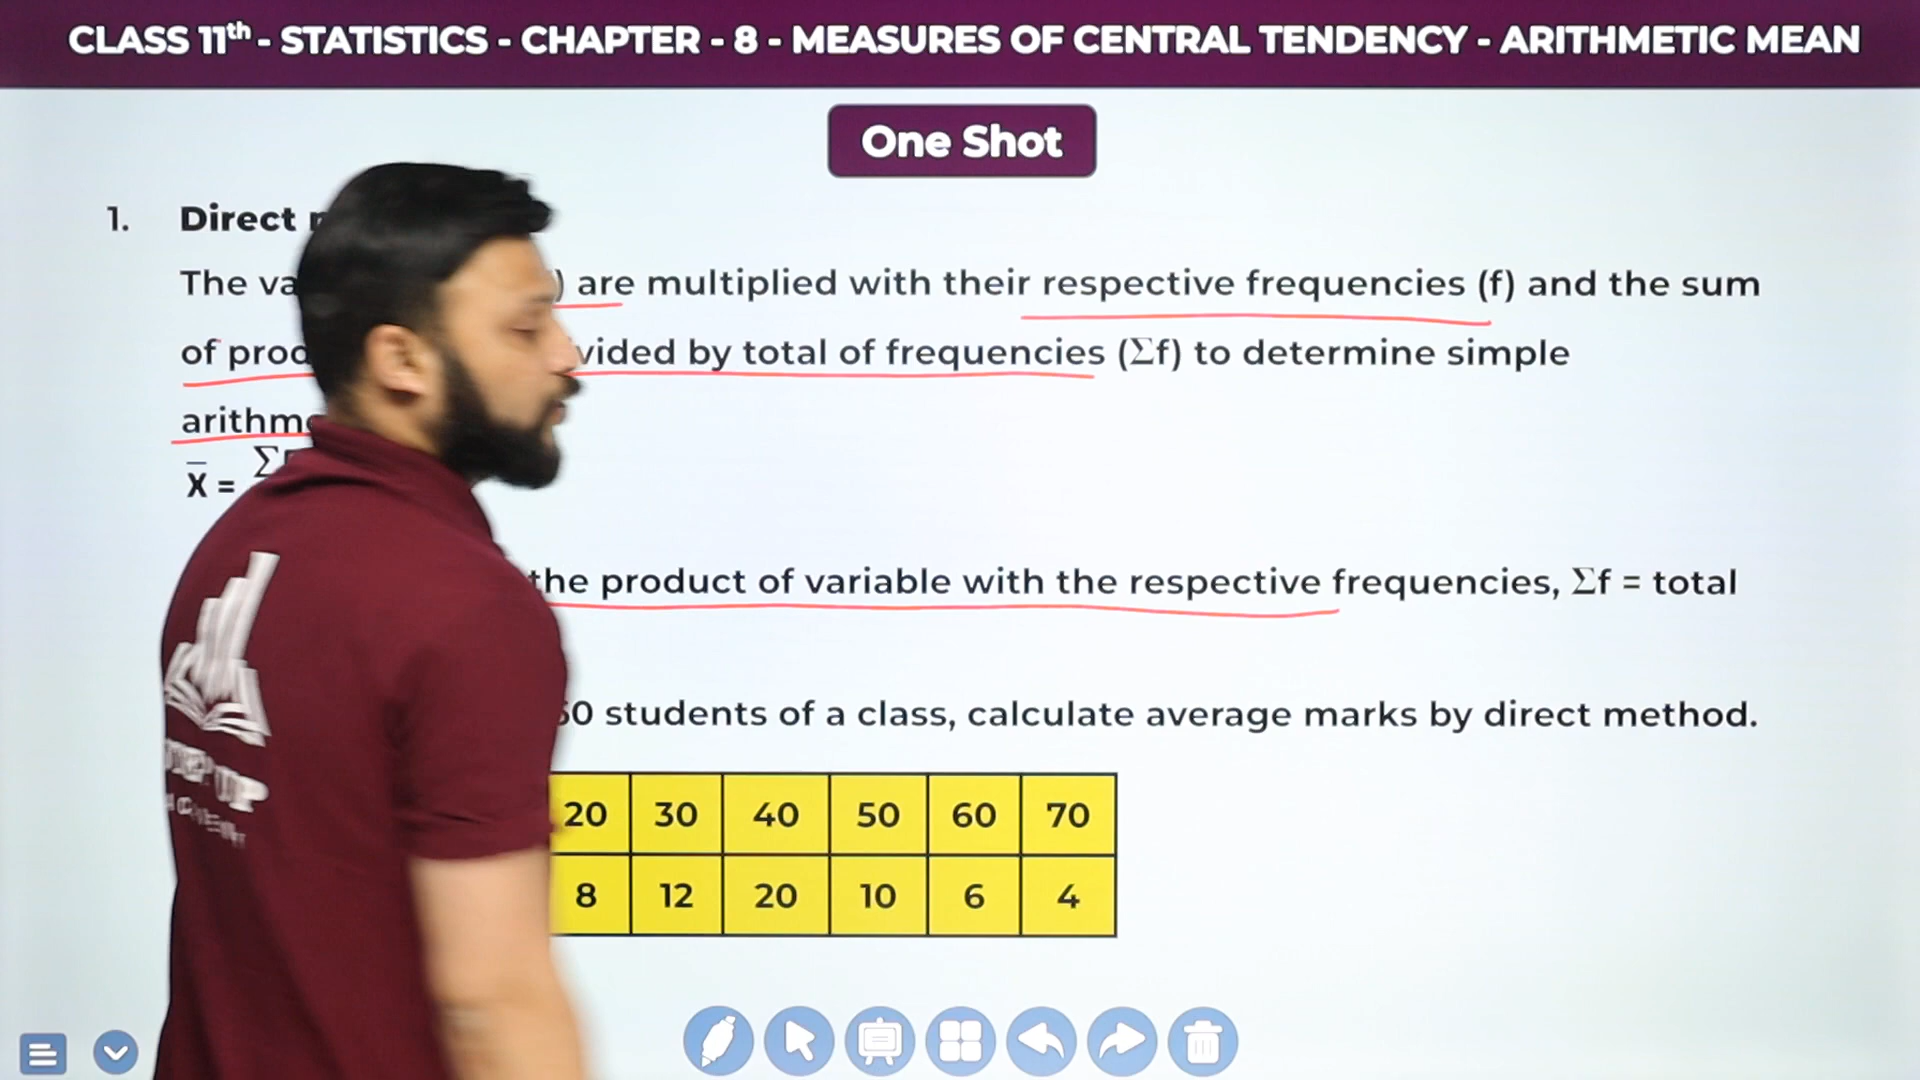 CLASS 11th - STATISTICS - CHAPTER - 8 - MEASURES OF CENTRAL TENDENCY - ARITHMETIC MEAN
One Shot
1. Direct
The va ) are multiplied with their respective frequencies (f) and the sum
of prod vided by total of frequencies (Σf) to determine simple
arithm
X̄ = Σ
the product of variable with the respective frequencies, Σf = total
60 students of a class, calculate average marks by direct method.
20 30 40 50 60 70
8 12 20 10 6 4